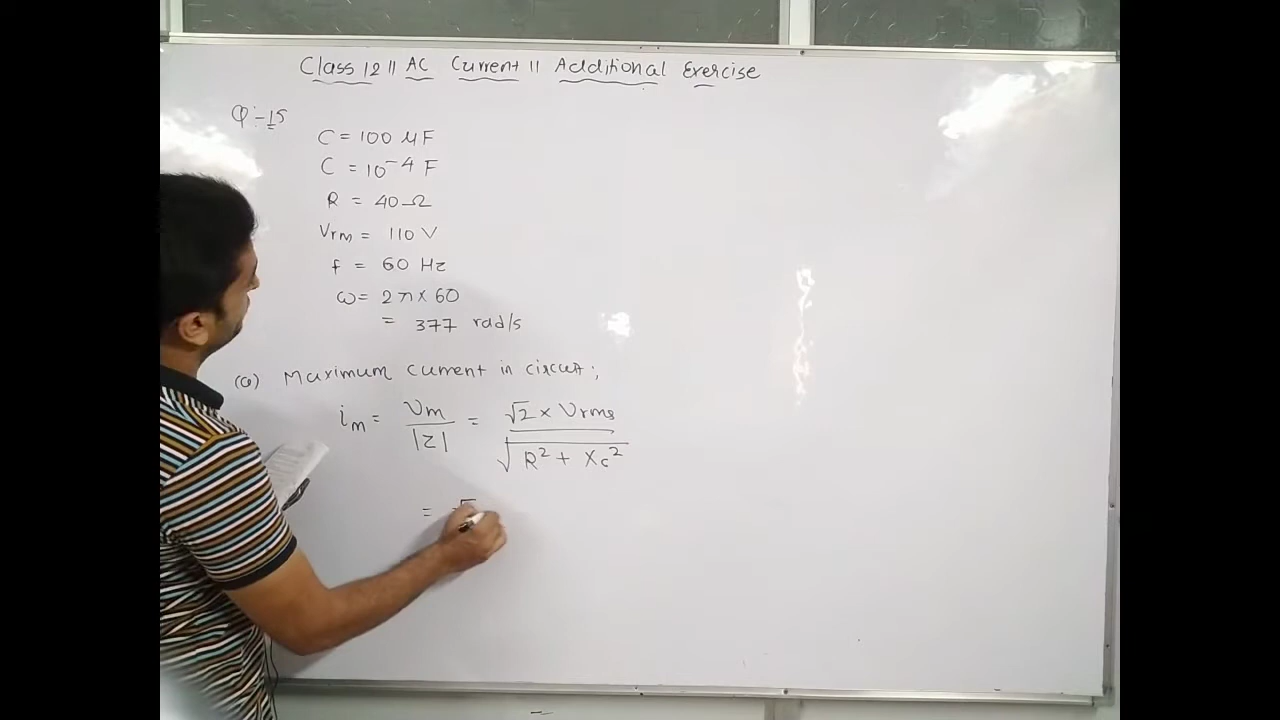 Class 12 || AC Current || Additional Exercise
Q:-15
C = 100 μF
C = 10⁻⁴ F
R = 40 Ω
Vrm = 110 V
f = 60 Hz
ω = 2π × 60
= 377 rad/s
(a) Maximum current in circuit:,
im = Vm / |Z| = √2 × Vrms / √(R² + Xc²)
= √